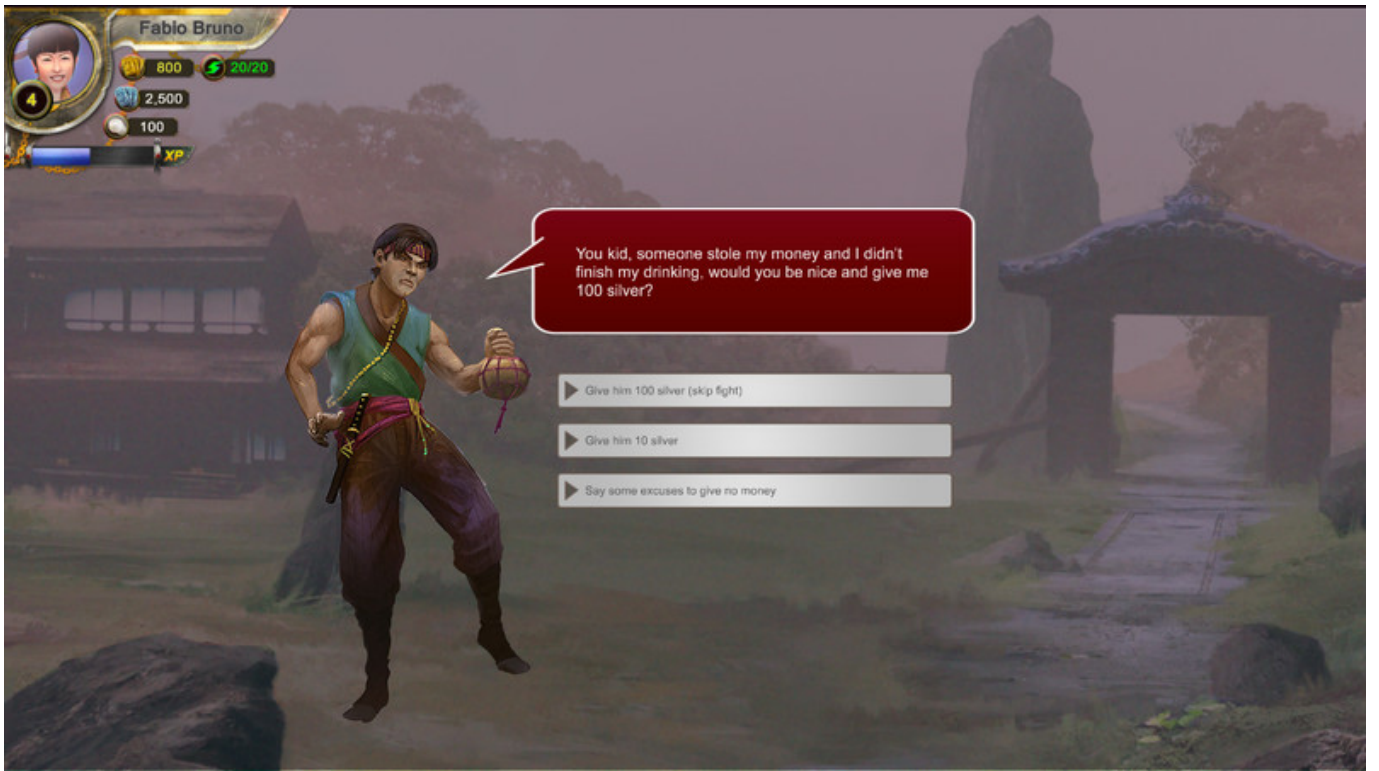 Fabio Bruno
800
20/20
4
2,500
100
XP
You kid, someone stole my money and I didn't
finish my drinking, would you be nice and give me
100 silver?
Give him 100 silver (skip fight)
Give him 10 silver
Say some excuses to give no money